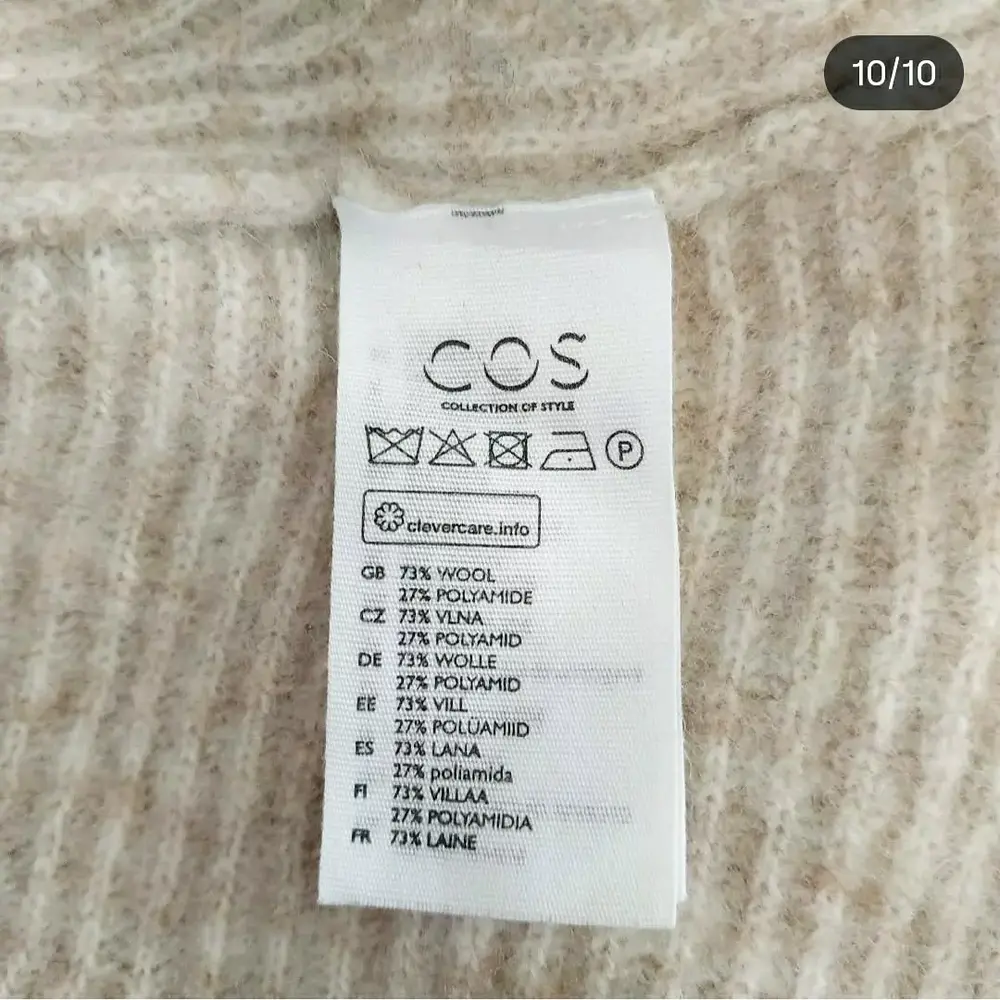 10/10
COS
COLLECTION OF STYLE
P
clevercare.info
GB 73% WOOL
27% POLYAMIDE
CZ 73% VLNA
27% POLYAMID
DE 73% WOLLE
27% POLYAMID
EE 73% VILL
27% POLÜAMIID
ES 73% LANA
27% poliamida
FI 73% VILLAA
27% POLYAMIDIA
FR 73% LAINE